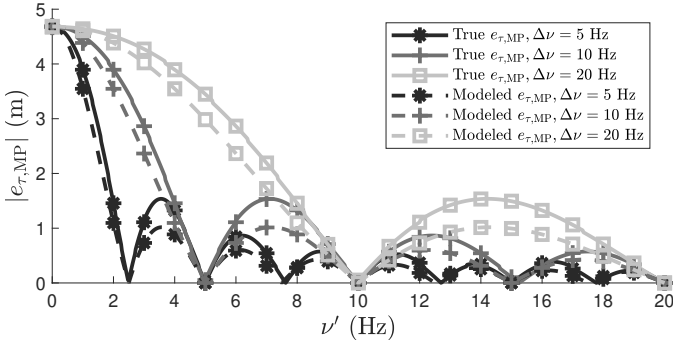 5
4
3
2
1
0
|e_{τ,MP}| (m)
True e_{τ,MP}, Δν = 5 Hz
True e_{τ,MP}, Δν = 10 Hz
True e_{τ,MP}, Δν = 20 Hz
Modeled e_{τ,MP}, Δν = 5 Hz
Modeled e_{τ,MP}, Δν = 10 Hz
Modeled e_{τ,MP}, Δν = 20 Hz
0 2 4 6 8 10 12 14 16 18 20
ν′ (Hz)